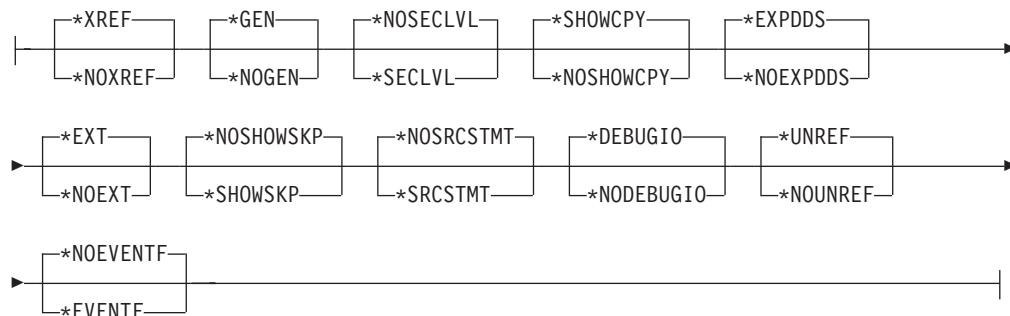 *XREF *GEN *NOSECLVL *SHOWCPY *EXPDDS
*NOXREF *NOGEN *SECLVL *NOSHOWCPY *NOEXPDDS
*EXT *NOSHOWSKP *NOSRCSTMT *DEBUGIO *UNREF
*NOEXT *SHOWSKP *SRCSTMT *NODEBUGIO *NOUNREF
*NOEVENTF
*EVENTF